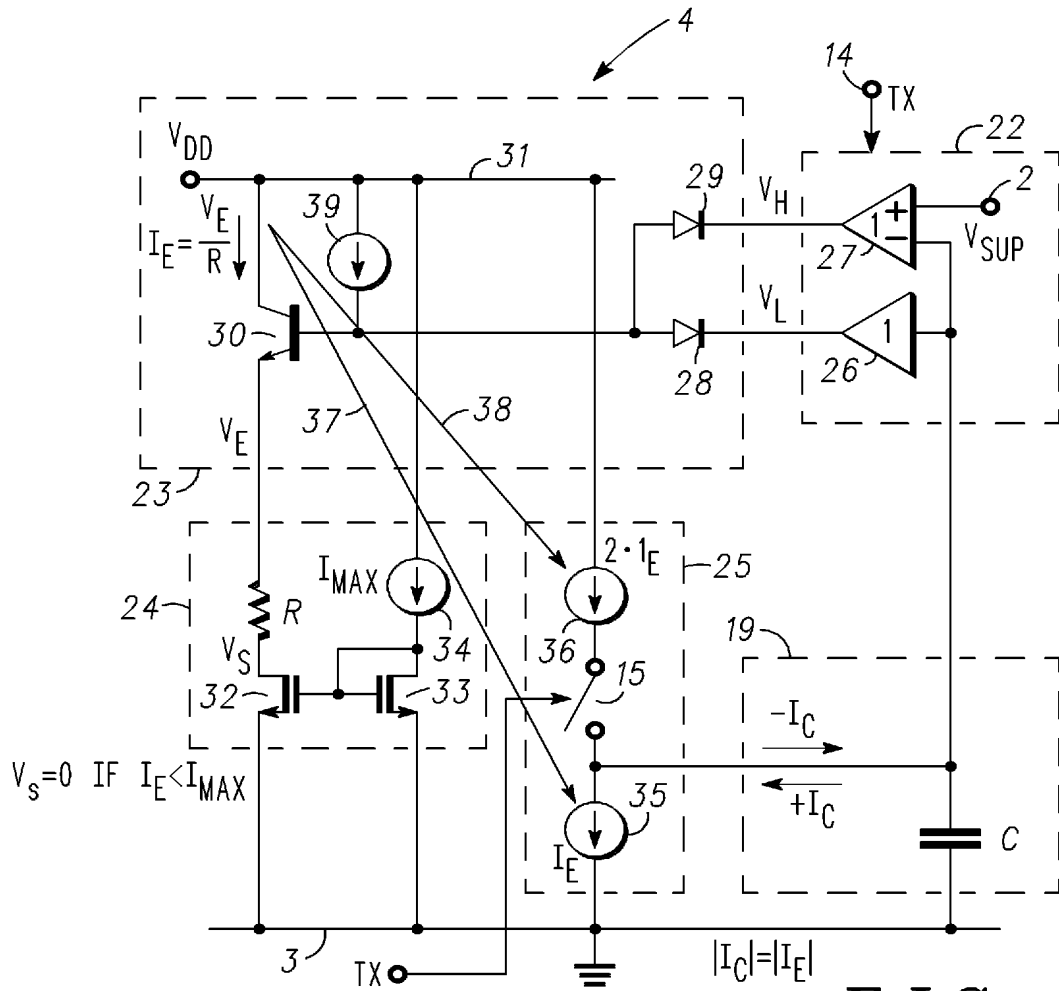 4
14
TX
22
V_DD
31
29
V_H
1
+
−
2
V_SUP
27
39
I_E = V_E/R
30
V_L
1
28
26
37
38
V_E
23
24
I_MAX
2·1_E
25
R
34
36
19
V_S
32
33
15
−I_C
+I_C
V_s=0 IF I_E<I_MAX
35
I_E
C
3
TX
|I_C|=|I_E|